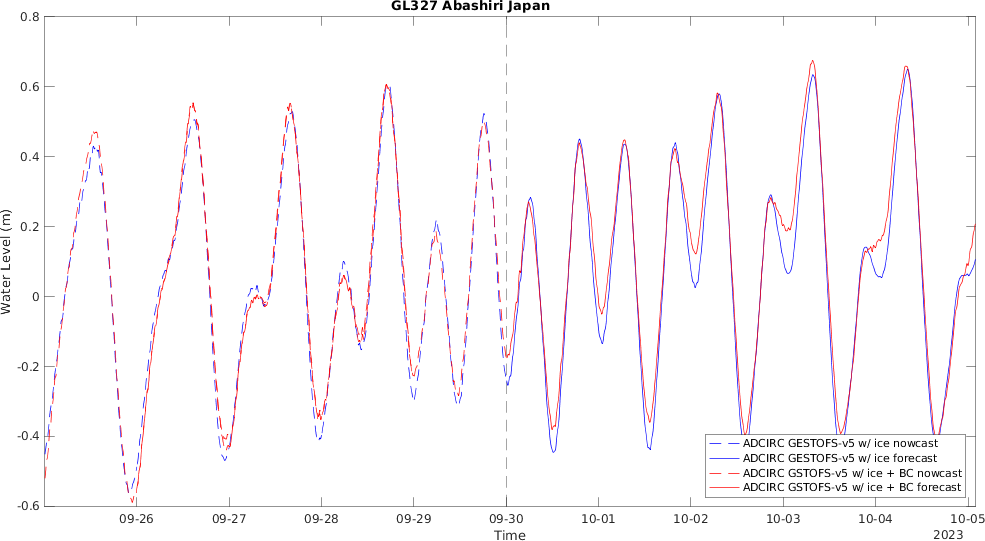 GL327 Abashiri Japan
Water Level (m)
0.8
0.6
0.4
0.2
0
-0.2
-0.4
-0.6
ADCIRC GESTOFS-v5 w/ ice nowcast
ADCIRC GESTOFS-v5 w/ ice forecast
ADCIRC GSTOFS-v5 w/ ice + BC nowcast
ADCIRC GSTOFS-v5 w/ ice + BC forecast
09-26 09-27 09-28 09-29 09-30 10-01 10-02 10-03 10-04 10-05
Time
2023